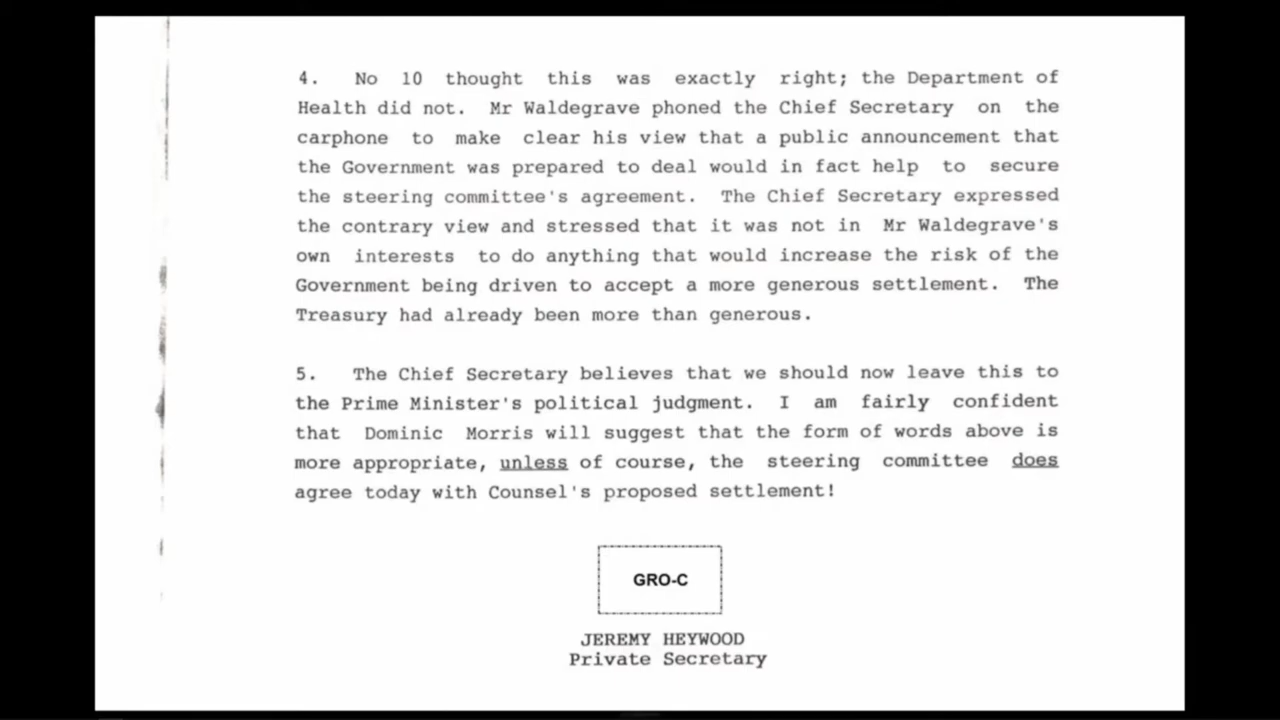 4. No 10 thought this was exactly right; the Department of
Health did not. Mr Waldegrave phoned the Chief Secretary on the
carphone to make clear his view that a public announcement that
the Government was prepared to deal would in fact help to secure
the steering committee's agreement. The Chief Secretary expressed
the contrary view and stressed that it was not in Mr Waldegrave's
own interests to do anything that would increase the risk of the
Government being driven to accept a more generous settlement. The
Treasury had already been more than generous.
5. The Chief Secretary believes that we should now leave this to
the Prime Minister's political judgment. I am fairly confident
that Dominic Morris will suggest that the form of words above is
more appropriate, unless of course, the steering committee does
agree today with Counsel's proposed settlement!
GRO-C
JEREMY HEYWOOD
Private Secretary